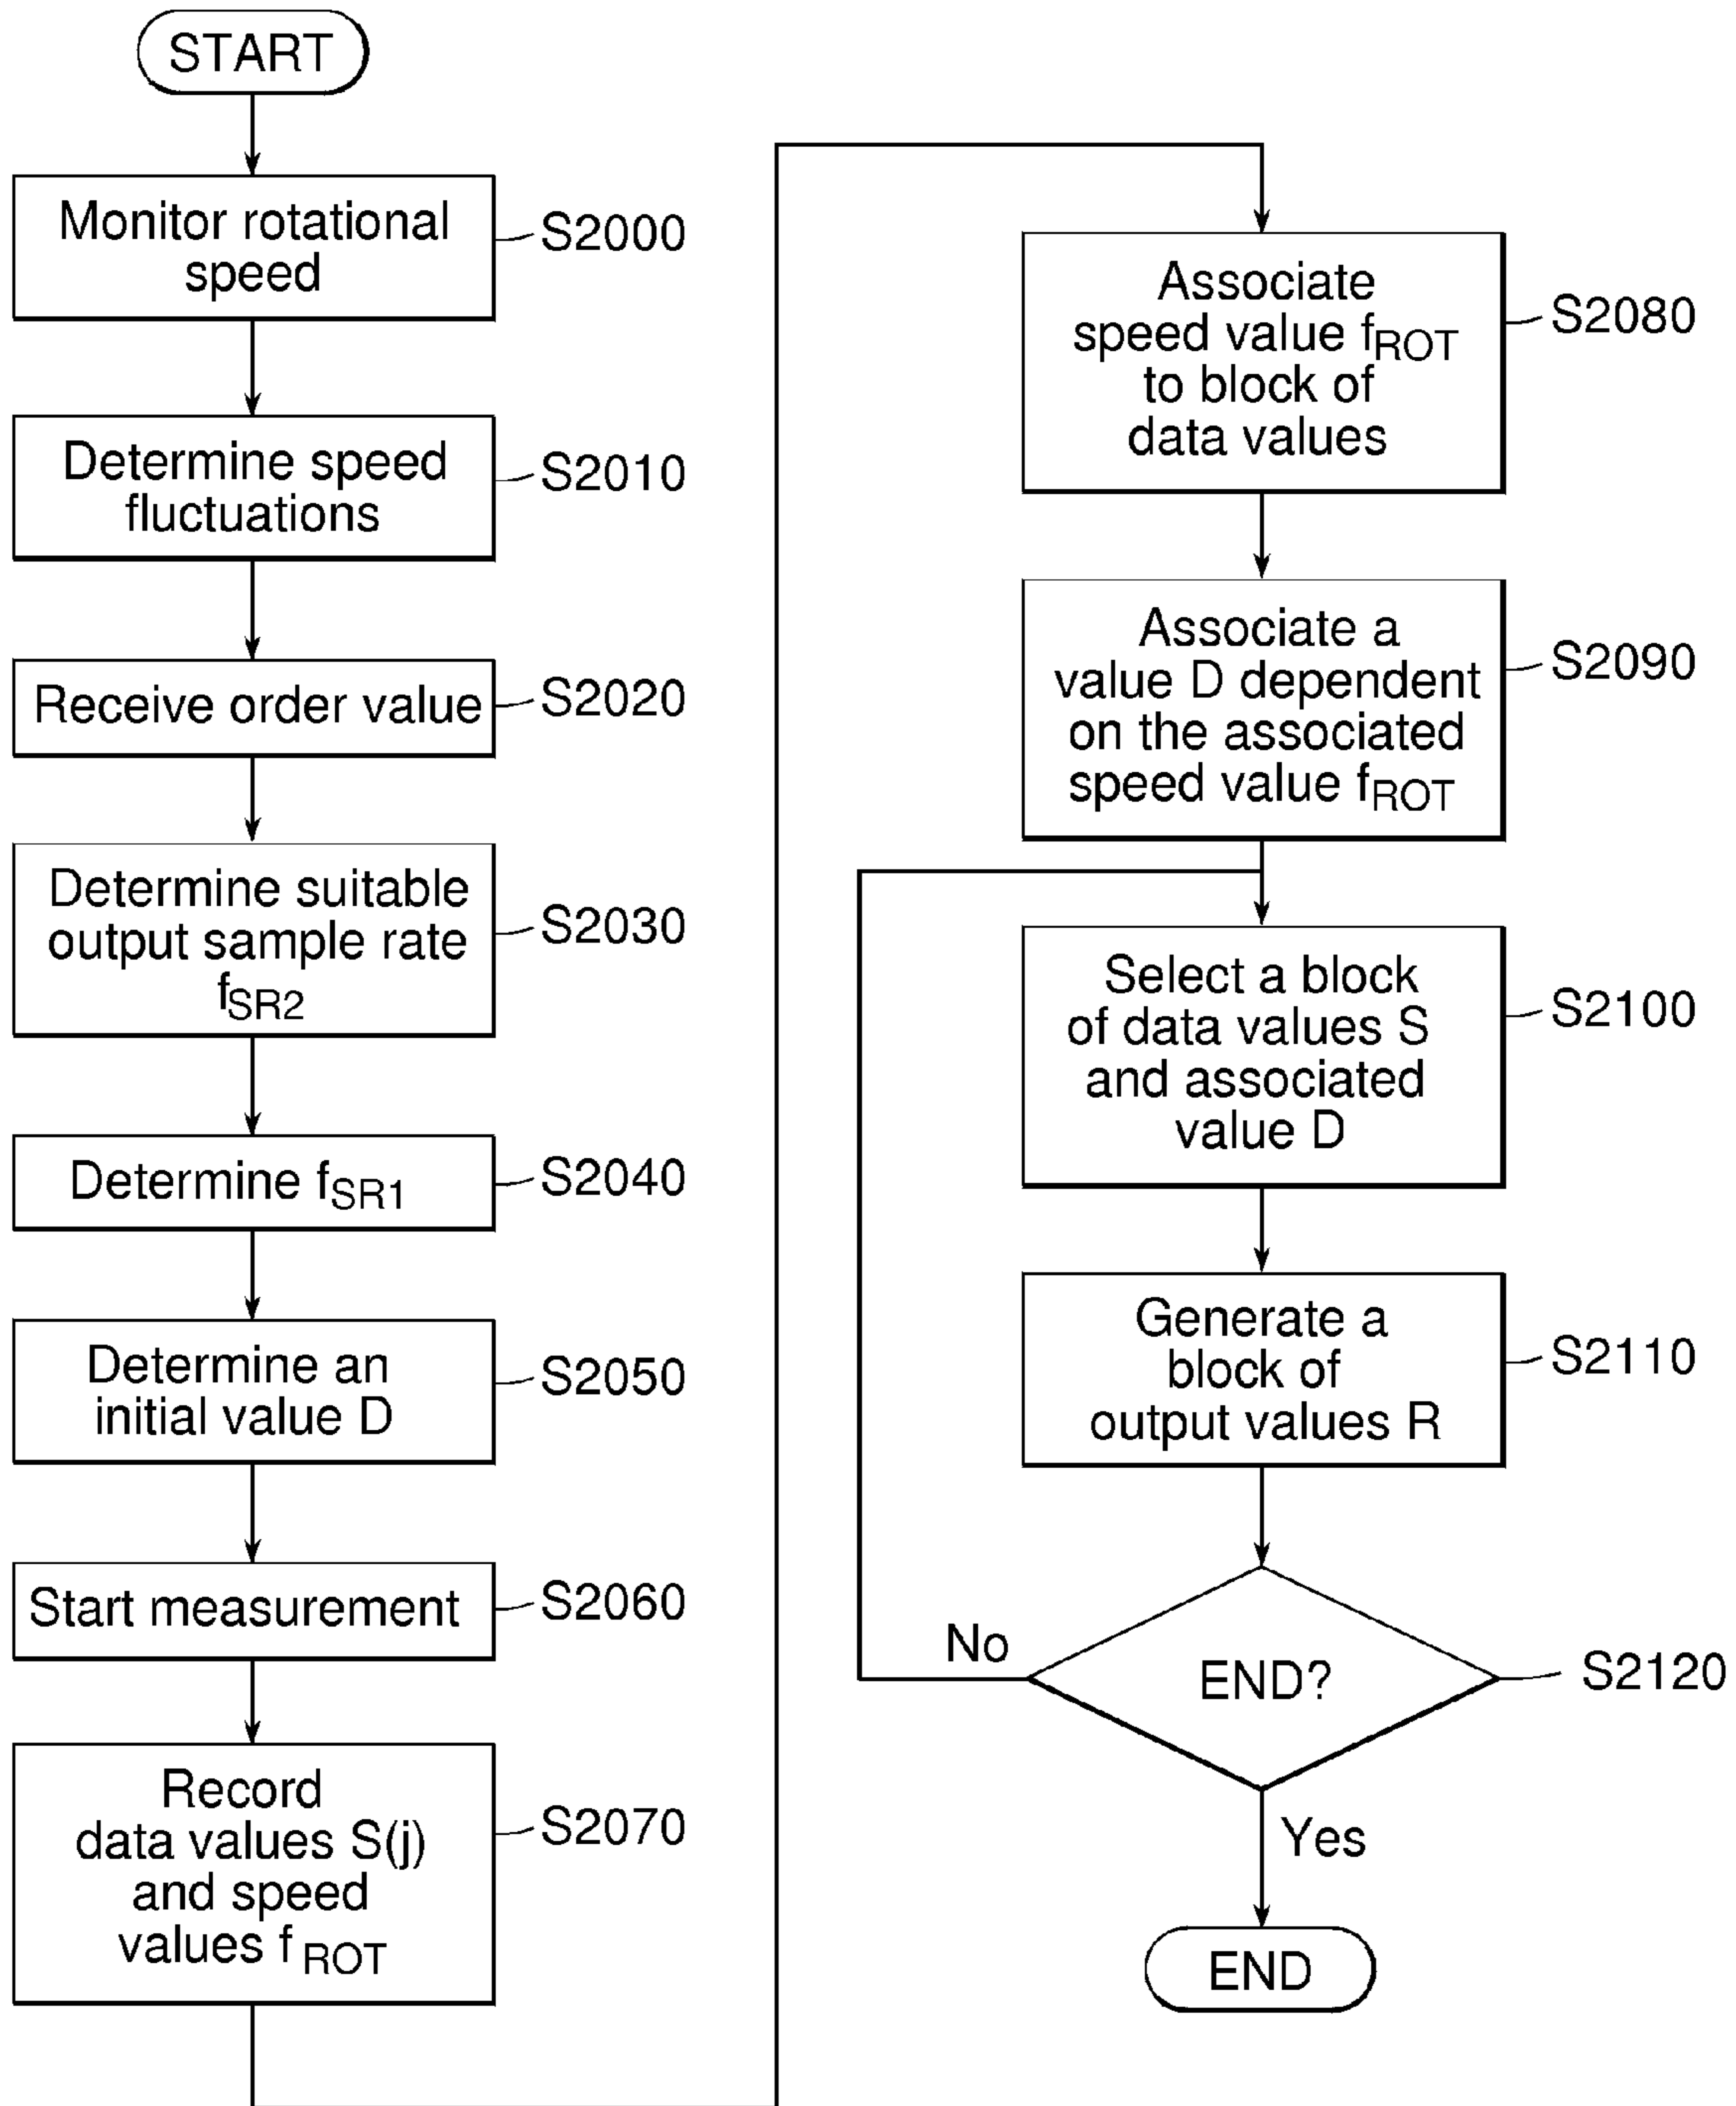 START
Monitor rotational
speed
S2000
Determine speed
fluctuations
S2010
Receive order value
S2020
Determine suitable
output sample rate
fSR2
S2030
Determine fSR1
S2040
Determine an
initial value D
S2050
Start measurement
S2060
Record
data values S(j)
and speed
values f ROT
S2070
Associate
speed value fROT
to block of
data values
S2080
Associate a
value D dependent
on the associated
speed value fROT
S2090
Select a block
of data values S
and associated
value D
S2100
Generate a
block of
output values R
S2110
No
END?
S2120
Yes
END